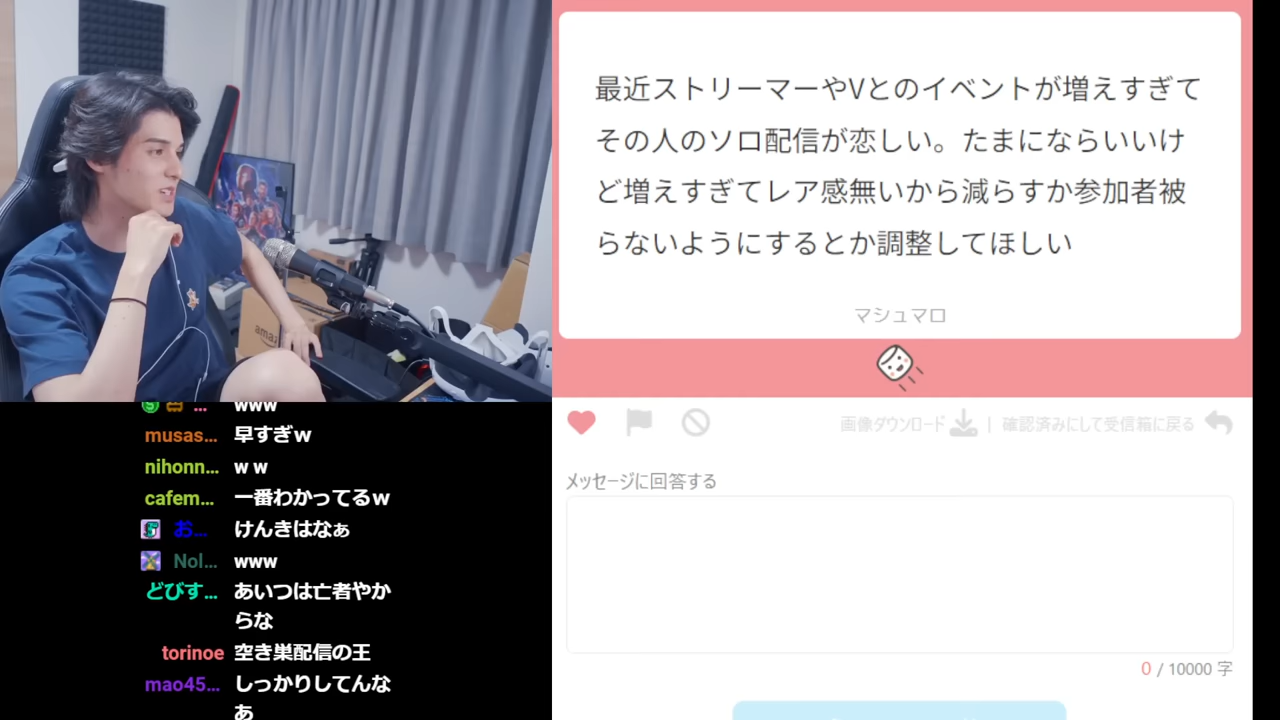 最近ストリーマーやVとのイベントが増えすぎて
その人のソロ配信が恋しい。たまにならいいけ
ど増えすぎてレア感無いから減らすか参加者被
らないようにするとか調整してほしい
マシュマロ
画像ダウンロード | 確認済みにして受信箱に戻る
メッセージに回答する
0 / 10000 字
... www
musas... 早すぎw
nihonn... w w
cafem... 一番わかってるw
お... けんきはなぁ
Nol... www
どびす... あいつは亡者やか
らな
torinoe 空き巣配信の王
mao45... しっかりしてんな
あ